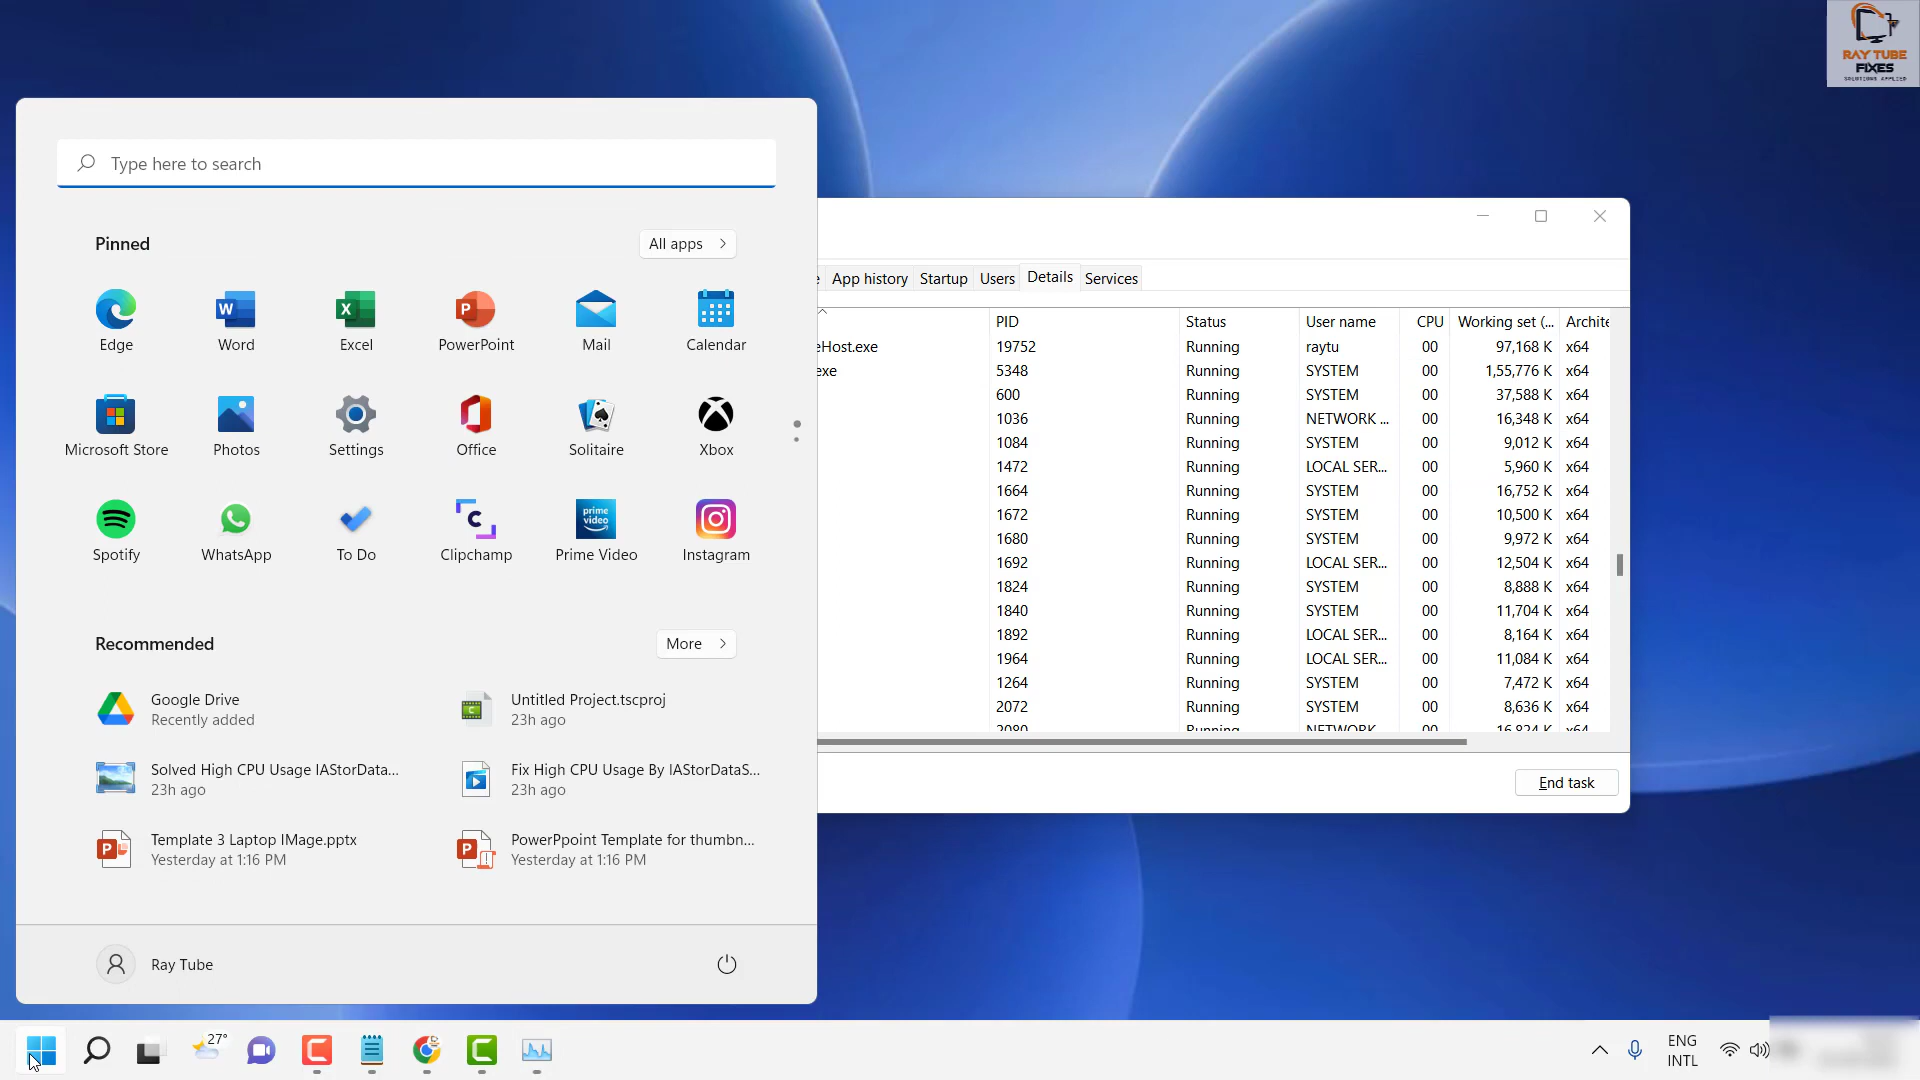 RAY TUBE
FIXES
SOLUTIONS APPLIED
Type here to search
Pinned
All apps
Edge
Word
Excel
PowerPoint
Mail
Calendar
Microsoft Store
Photos
Settings
Office
Solitaire
Xbox
Spotify
WhatsApp
To Do
Clipchamp
prime video
Prime Video
Instagram
Recommended
More
Google Drive
Recently added
Untitled Project.tscproj
23h ago
Solved High CPU Usage IAStorData...
23h ago
Fix High CPU Usage By IAStorDataS...
23h ago
Template 3 Laptop IMage.pptx
Yesterday at 1:16 PM
PowerPpoint Template for thumbn...
Yesterday at 1:16 PM
Ray Tube
e App history Startup Users Details Services
PID Status User name CPU Working set (... Archite
eHost.exe 19752 Running raytu 00 97,168 K x64
exe 5348 Running SYSTEM 00 1,55,776 K x64
600 Running SYSTEM 00 37,588 K x64
1036 Running NETWORK ... 00 16,348 K x64
1084 Running SYSTEM 00 9,012 K x64
1472 Running LOCAL SER... 00 5,960 K x64
1664 Running SYSTEM 00 16,752 K x64
1672 Running SYSTEM 00 10,500 K x64
1680 Running SYSTEM 00 9,972 K x64
1692 Running LOCAL SER... 00 12,504 K x64
1824 Running SYSTEM 00 8,888 K x64
1840 Running SYSTEM 00 11,704 K x64
1892 Running LOCAL SER... 00 8,164 K x64
1964 Running LOCAL SER... 00 11,084 K x64
1264 Running SYSTEM 00 7,472 K x64
2072 Running SYSTEM 00 8,636 K x64
2080 Running NETWORK 00 16,824 K x64
End task
27°
ENG
INTL